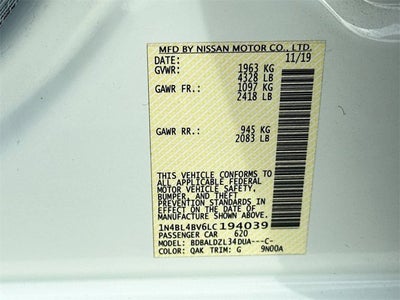 MFD BY NISSAN MOTOR CO., LTD.
DATE: 11/19
GVWR: 1963 KG
4328 LB
GAWR FR.: 1097 KG
2418 LB
GAWR RR.: 945 KG
2083 LB
THIS VEHICLE CONFORMS TO
ALL APPLICABLE FEDERAL
MOTOR VEHICLE SAFETY,
BUMPER, AND THEFT
PREVENTION STANDARDS IN
EFFECT ON THE DATE OF
MANUFACTURE SHOWN ABOVE.
1N4BL4BV6LC194039
PASSENGER CAR 620
MODEL: BDBALDZL34DUA---C-
COLOR: QAK TRIM: G 9N00A